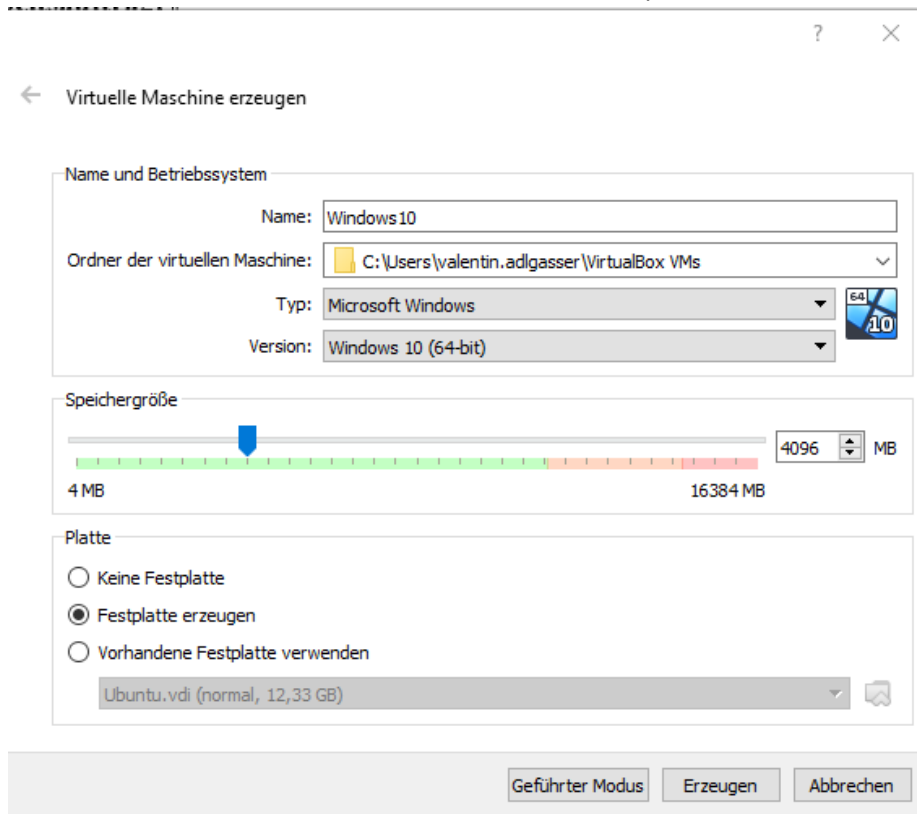 ?
Virtuelle Maschine erzeugen
Name und Betriebssystem
Name: Windows10
Ordner der virtuellen Maschine: C:\Users\valentin.adlgasser\VirtualBox VMs
Typ: Microsoft Windows
64
10
Version: Windows 10 (64-bit)
Speichergröße
4096 MB
4 MB 16384 MB
Platte
Keine Festplatte
Festplatte erzeugen
Vorhandene Festplatte verwenden
Ubuntu.vdi (normal, 12,33 GB)
Geführter Modus Erzeugen Abbrechen